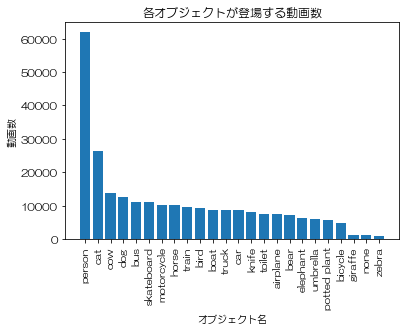 各オブジェクトが登場する動画数
動画数
60000
50000
40000
30000
20000
10000
0
person
cat
cow
dog
bus
skateboard
motorcycle
horse
train
bird
boat
truck
car
knife
toilet
airplane
bear
elephant
umbrella
potted plant
bicycle
giraffe
none
zebra
オブジェクト名